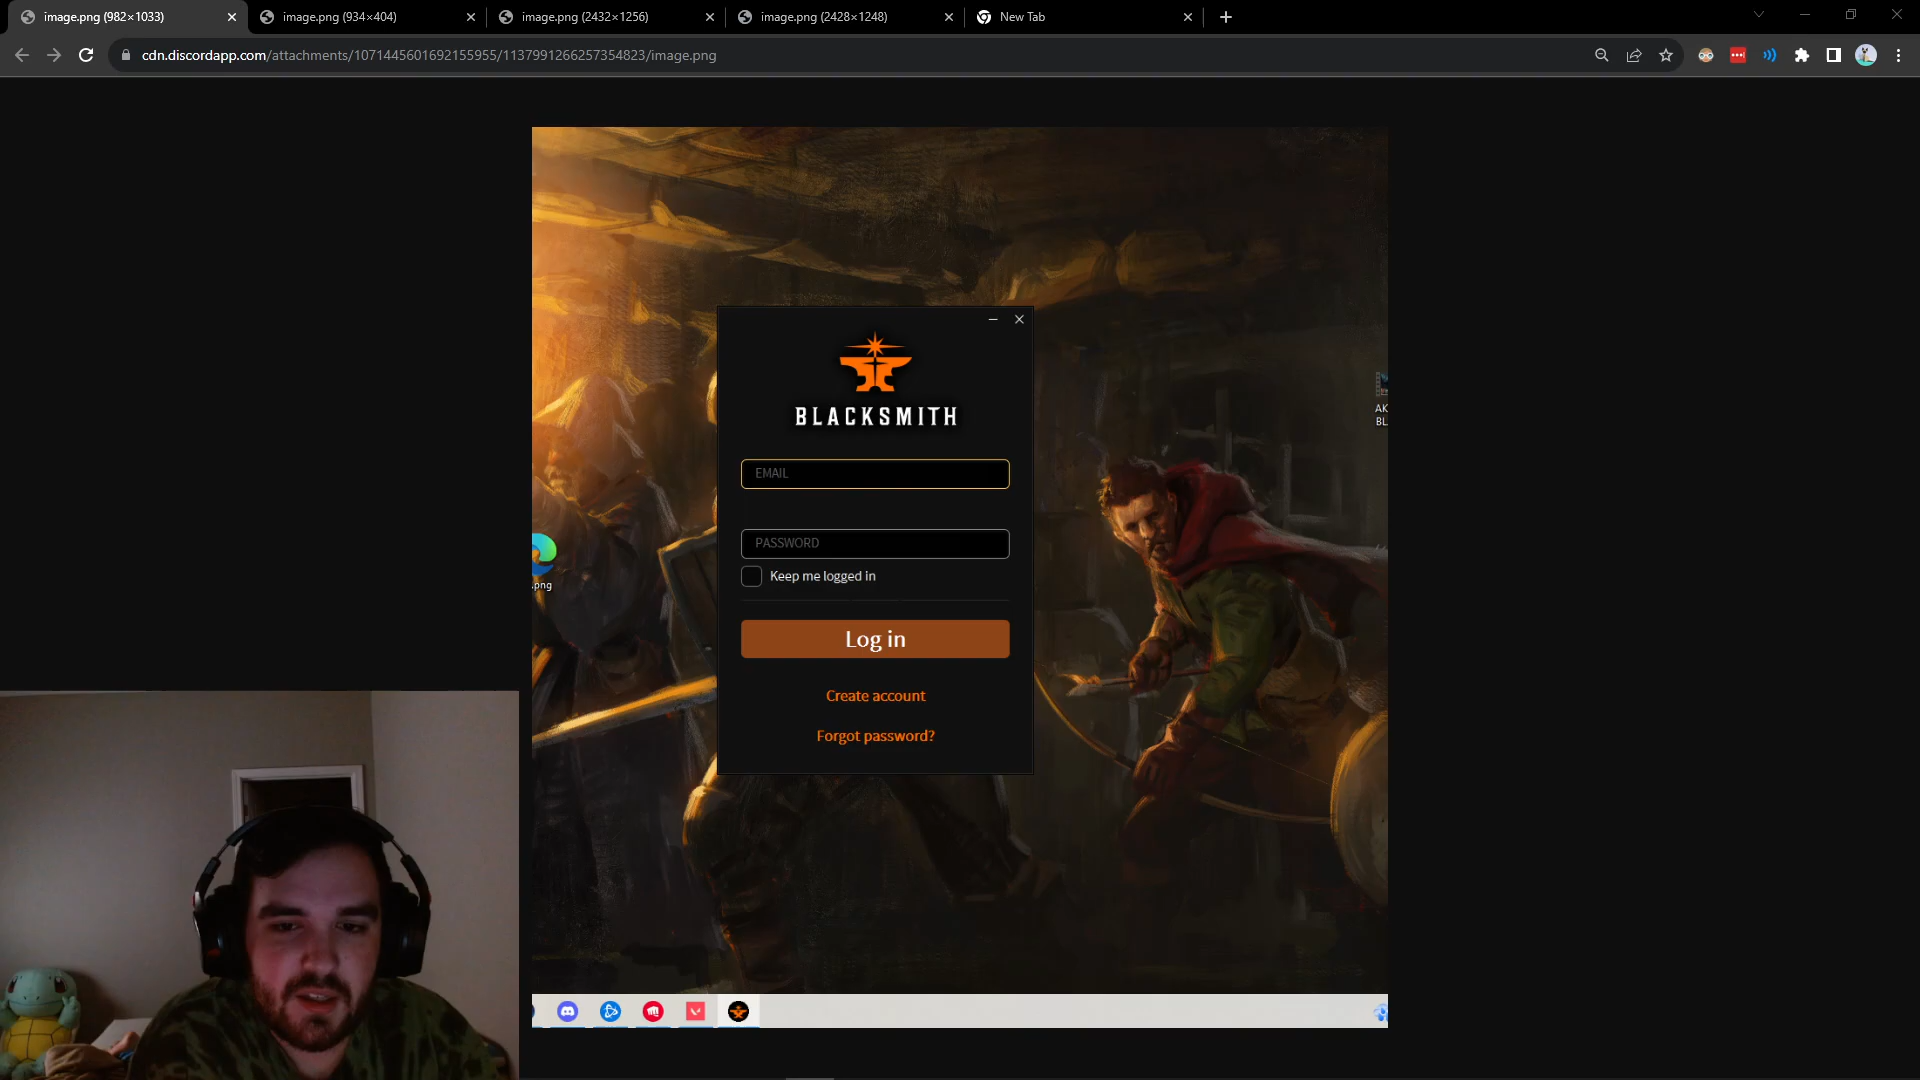 image.png (982×1033)
image.png (934×404)
image.png (2432×1256)
image.png (2428×1248)
New Tab
cdn.discordapp.com/attachments/1071445601692155955/1137991266257354823/image.png
BLACKSMITH
EMAIL
PASSWORD
Keep me logged in
Log in
Create account
Forgot password?
AK
BL
.png